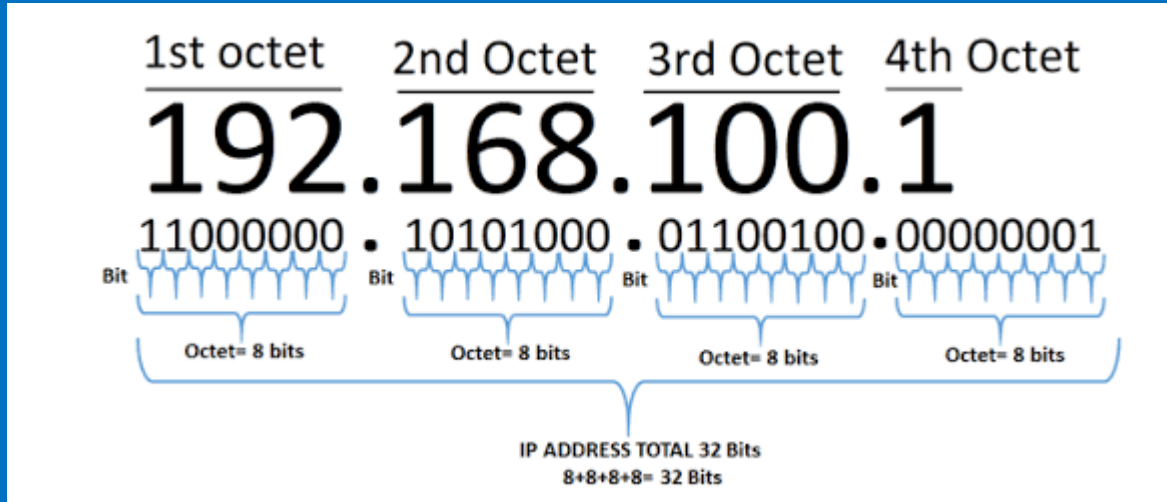 1st octet 2nd Octet 3rd Octet 4th Octet
192.168.100.1
11000000 . 10101000 . 01100100 . 00000001
Bit Bit Bit Bit
Octet= 8 bits Octet= 8 bits Octet= 8 bits Octet= 8 bits
IP ADDRESS TOTAL 32 Bits
8+8+8+8= 32 Bits